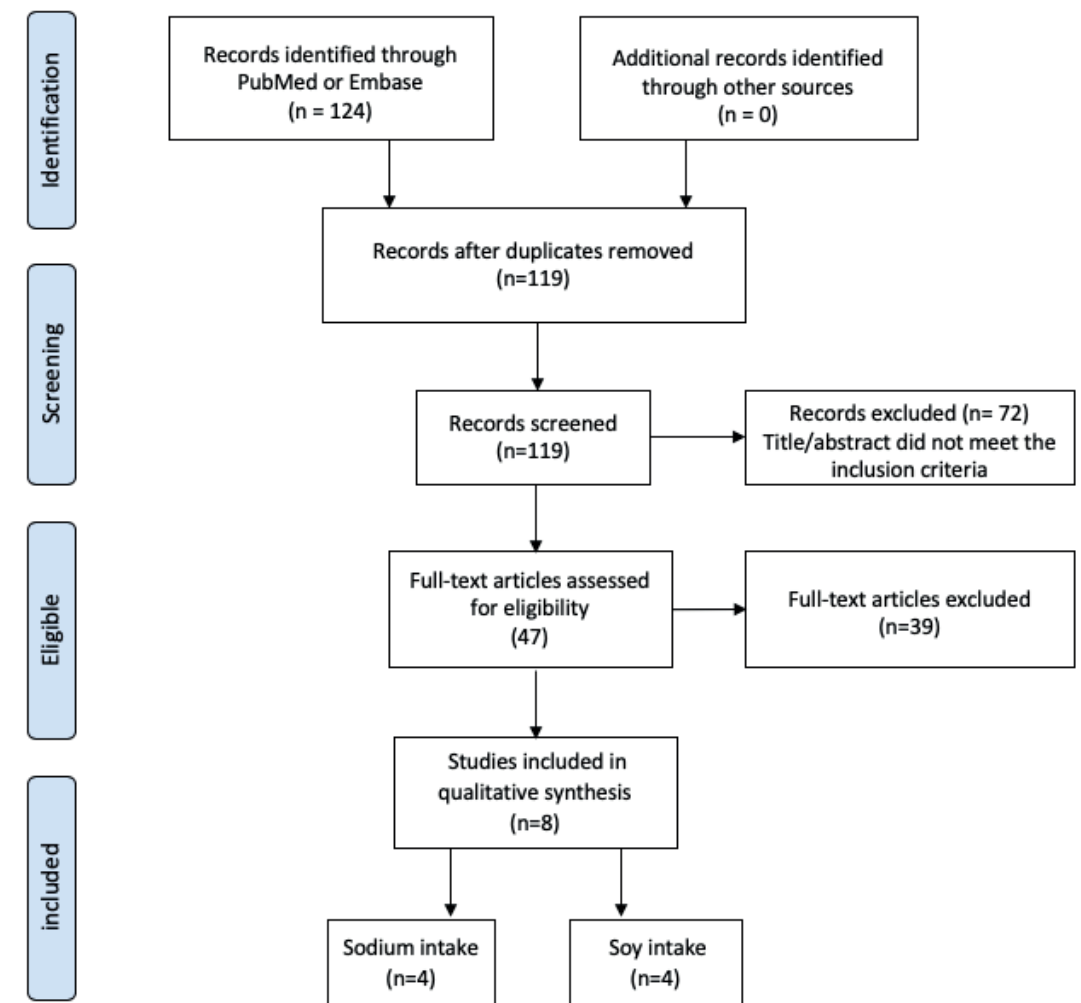 Identification
Records identified through
PubMed or Embase
(n = 124)
Additional records identified
through other sources
(n = 0)
Records after duplicates removed
(n=119)
Screening
Records screened
(n=119)
Records excluded (n= 72)
Title/abstract did not meet the
inclusion criteria
Eligible
Full-text articles assessed
for eligibility
(47)
Full-text articles excluded
(n=39)
included
Studies included in
qualitative synthesis
(n=8)
Sodium intake
(n=4)
Soy intake
(n=4)